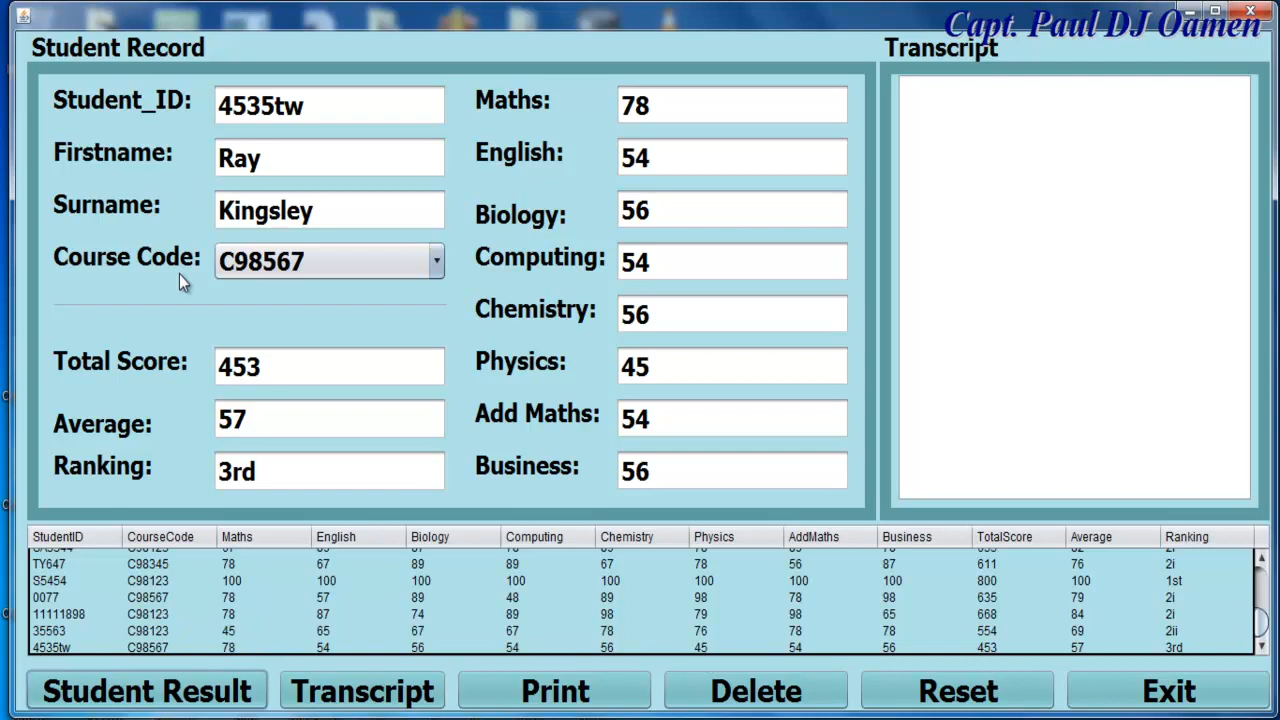 Capt. Paul DJ Oamen
Student Record
Transcript
Student_ID: 4535tw
Maths: 78
Firstname: Ray
English: 54
Surname: Kingsley
Biology: 56
Course Code: C98567
Computing: 54
Chemistry: 56
Total Score: 453
Physics: 45
Average: 57
Add Maths: 54
Ranking: 3rd
Business: 56
StudentID CourseCode Maths English Biology Computing Chemistry Physics AddMaths Business TotalScore Average Ranking
TY647 C98345 78 67 89 89 67 78 56 87 611 76 2i
S5454 C98123 100 100 100 100 100 100 100 100 800 100 1st
0077 C98567 78 57 89 48 89 98 78 98 635 79 2i
11111898 C98123 78 87 74 89 98 79 98 65 668 84 2i
35563 C98123 45 65 67 67 78 76 78 78 554 69 2ii
4535tw C98567 78 54 56 54 56 45 54 56 453 57 3rd
Student Result Transcript Print Delete Reset Exit